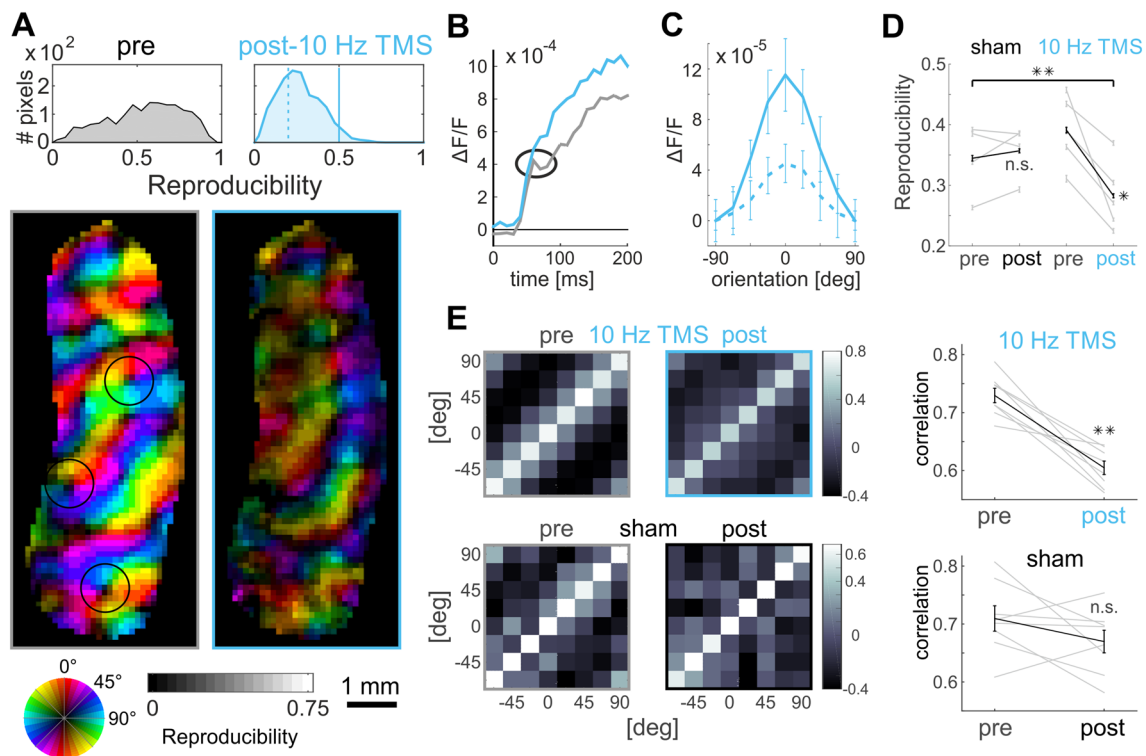 A
x 10²
pre
post-10 Hz TMS
# pixels
2
1
0
0
0.5
1
0
0.5
1
Reproducibility
0°
45°
90°
0
0.75
Reproducibility
1 mm
B
x 10⁻⁴
ΔF/F
10
8
6
4
2
0
0
100
200
time [ms]
C
x 10⁻⁵
ΔF/F
12
8
4
0
-90
0
90
orientation [deg]
D
sham 10 Hz TMS
**
Reproducibility
0.5
0.4
0.3
0.2
n.s.
*
pre post pre post
E
pre 10 Hz TMS post
[deg]
90
45
0
-45
0.8
0.4
0
-0.4
pre sham post
[deg]
90
45
0
-45
-45 0 45 90
-45 0 45 90
[deg]
0.4
0.4
0
-0.4
10 Hz TMS
correlation
0.8
0.7
0.6
**
pre
post
sham
correlation
0.8
0.7
0.6
n.s.
pre
post